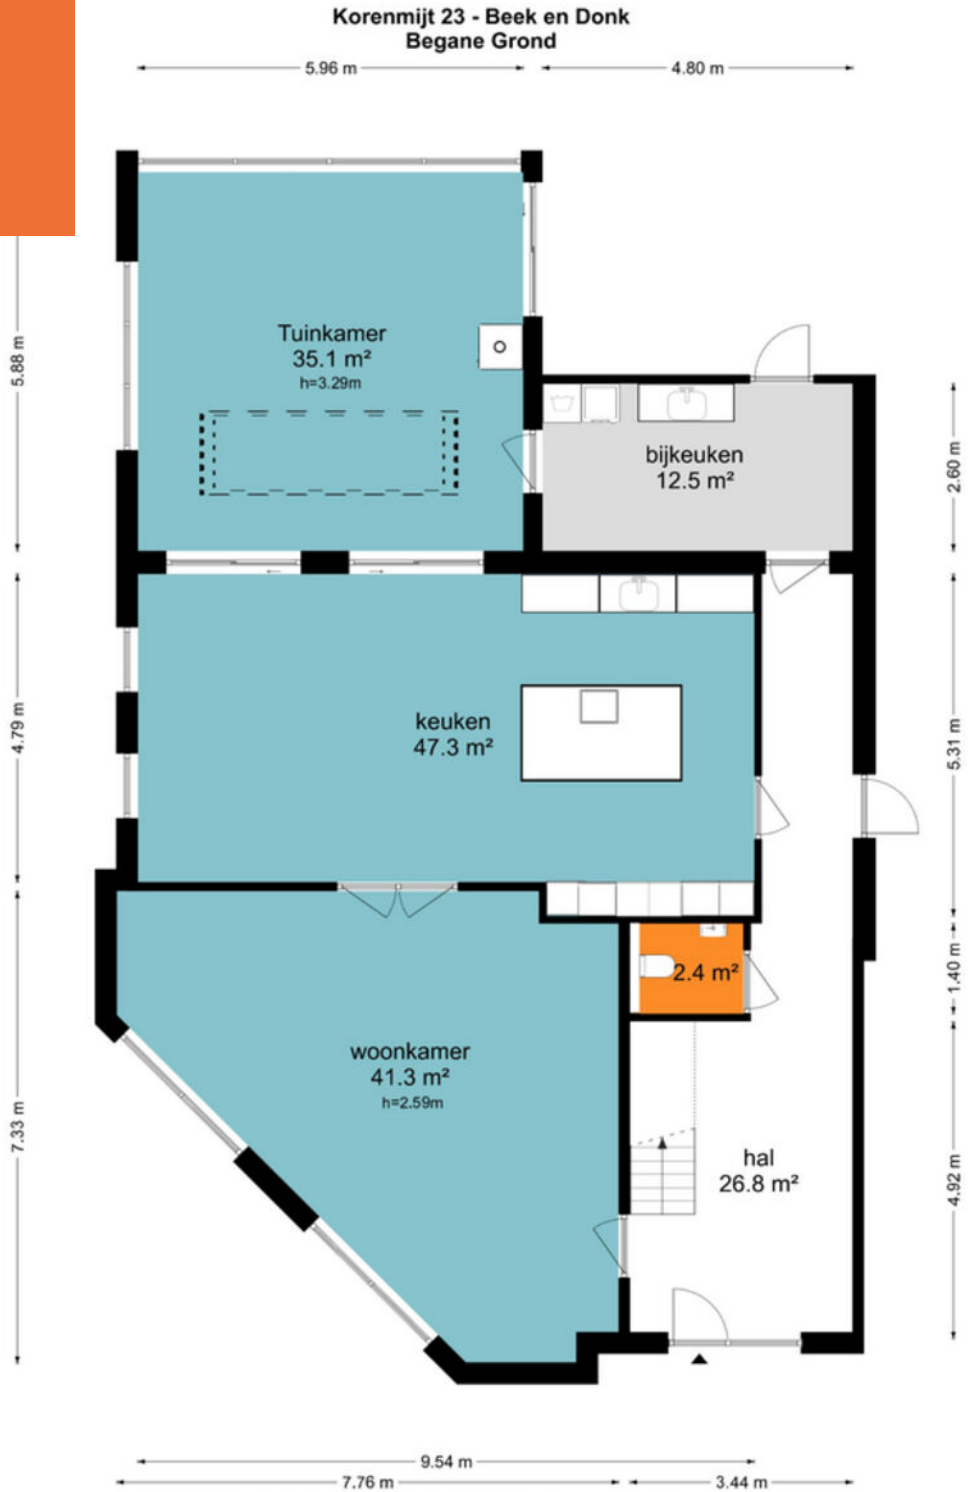 Korenmijt 23 - Beek en Donk
Begane Grond
5.96 m
4.80 m
5.88 m
Tuinkamer
35.1 m²
h=3.29m
bijkeuken
12.5 m²
2.60 m
4.79 m
keuken
47.3 m²
5.31 m
2.4 m²
1.40 m
woonkamer
41.3 m²
h=2.59m
7.33 m
hal
26.8 m²
4.92 m
9.54 m
7.76 m
3.44 m